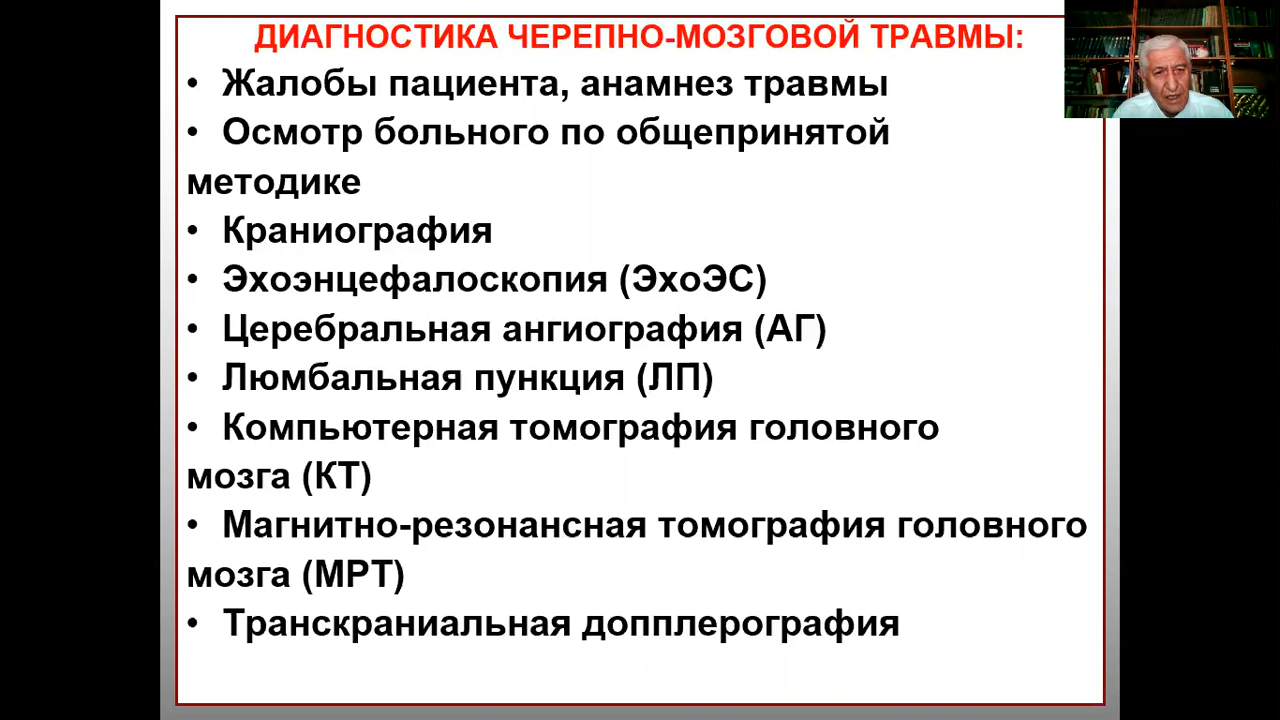 ДИАГНОСТИКА ЧЕРЕПНО-МОЗГОВОЙ ТРАВМЫ:
• Жалобы пациента, анамнез травмы
• Осмотр больного по общепринятой
методике
• Краниография
• Эхоэнцефалоскопия (ЭхоЭС)
• Церебральная ангиография (АГ)
• Люмбальная пункция (ЛП)
• Компьютерная томография головного
мозга (КТ)
• Магнитно-резонансная томография головного
мозга (МРТ)
• Транскраниальная допплерография